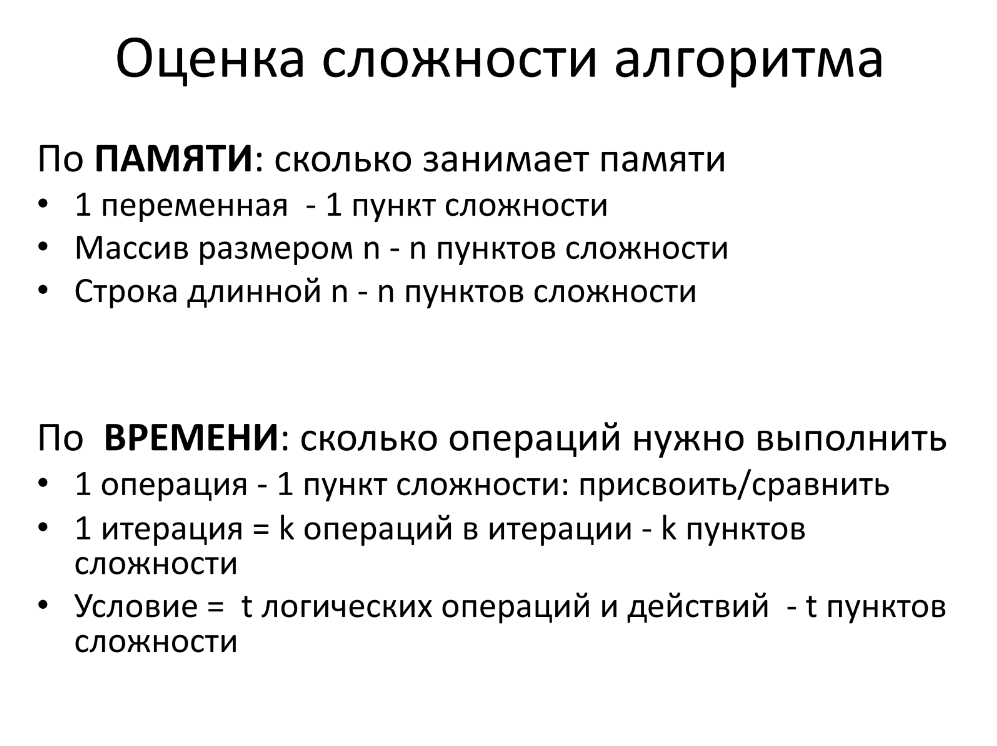 Оценка сложности алгоритма
По ПАМЯТИ: сколько занимает памяти
• 1 переменная - 1 пункт сложности
• Массив размером n - n пунктов сложности
• Строка длинной n - n пунктов сложности
По ВРЕМЕНИ: сколько операций нужно выполнить
• 1 операция - 1 пункт сложности: присвоить/сравнить
• 1 итерация = k операций в итерации - k пунктов
сложности
• Условие = t логических операций и действий - t пунктов
сложности